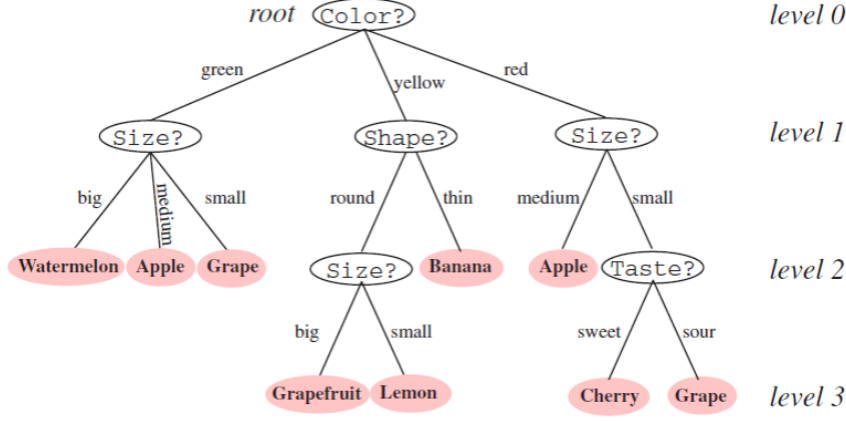 root Color? level 0
green yellow red
Size? Shape? Size? level 1
big medium small round thin medium small
Watermelon Apple Grape Size? Banana Apple Taste? level 2
big small sweet sour
Grapefruit Lemon Cherry Grape level 3